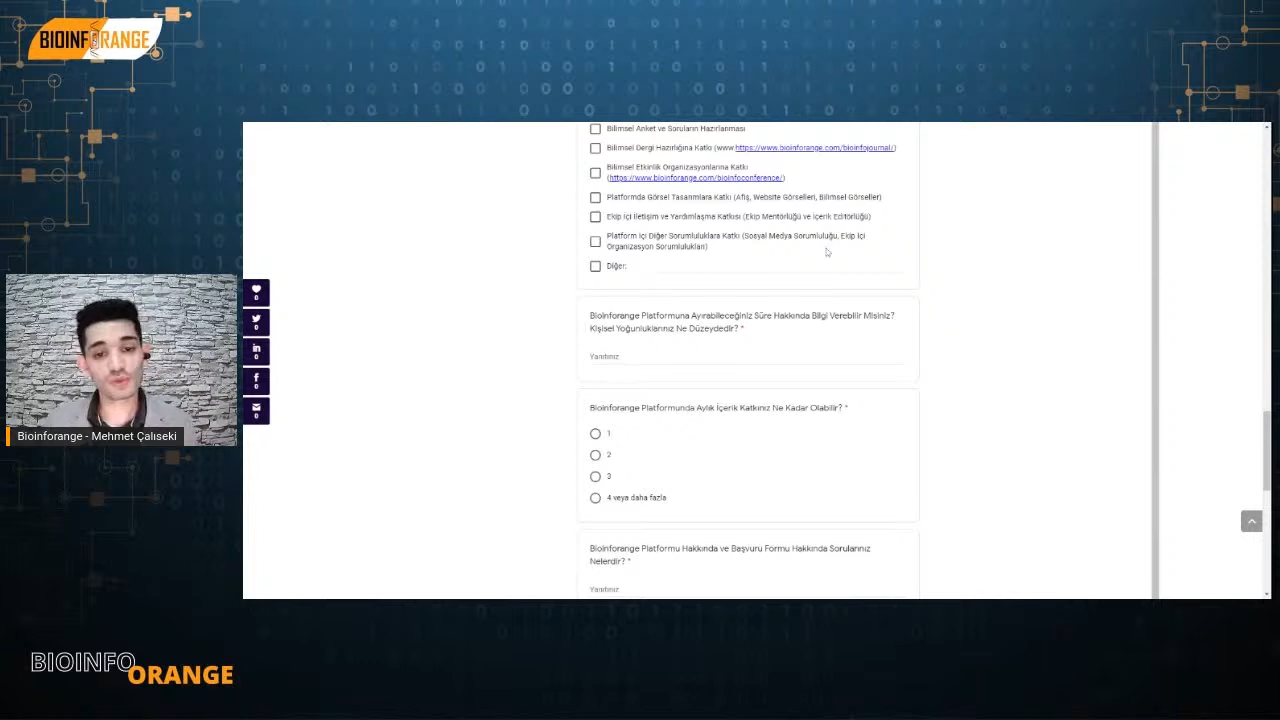 BIOINFORANGE
Bilimsel Anket ve Soruların Hazırlanması
Bilimsel Dergi Hazırlığına Katkı (www.https://www.bioinforange.com/bioinfojournal/)
Bilimsel Etkinlik Organizasyonlarına Katkı
(https://www.bioinforange.com/bioinfoconference/)
Platformda Görsel Tasarımlara Katkı (Afiş, Website Görselleri, Bilimsel Görseller)
Ekip İçi İletişim ve Yardımlaşma Katkısı (Ekip Mentörlüğü ve İçerik Editörlüğü)
Platform İçi Diğer Sorumluluklara Katkı (Sosyal Medya Sorumluluğu, Ekip İçi
Organizasyon Sorumlulukları)
Diğer:
0
0
0
0
0
Bioinforange Platformuna Ayırabileceğiniz Süre Hakkında Bilgi Verebilir Misiniz?
Kişisel Yoğunluklarınız Ne Düzeydedir? *
Yanıtınız
Bioinforange Platformunda Aylık İçerik Katkınız Ne Kadar Olabilir? *
1
2
3
4 veya daha fazla
Bioinforange Platformu Hakkında ve Başvuru Formu Hakkında Sorularınız
Nelerdir? *
Yanıtınız
Bioinforange - Mehmet Çalıseki
BIOINFO
ORANGE